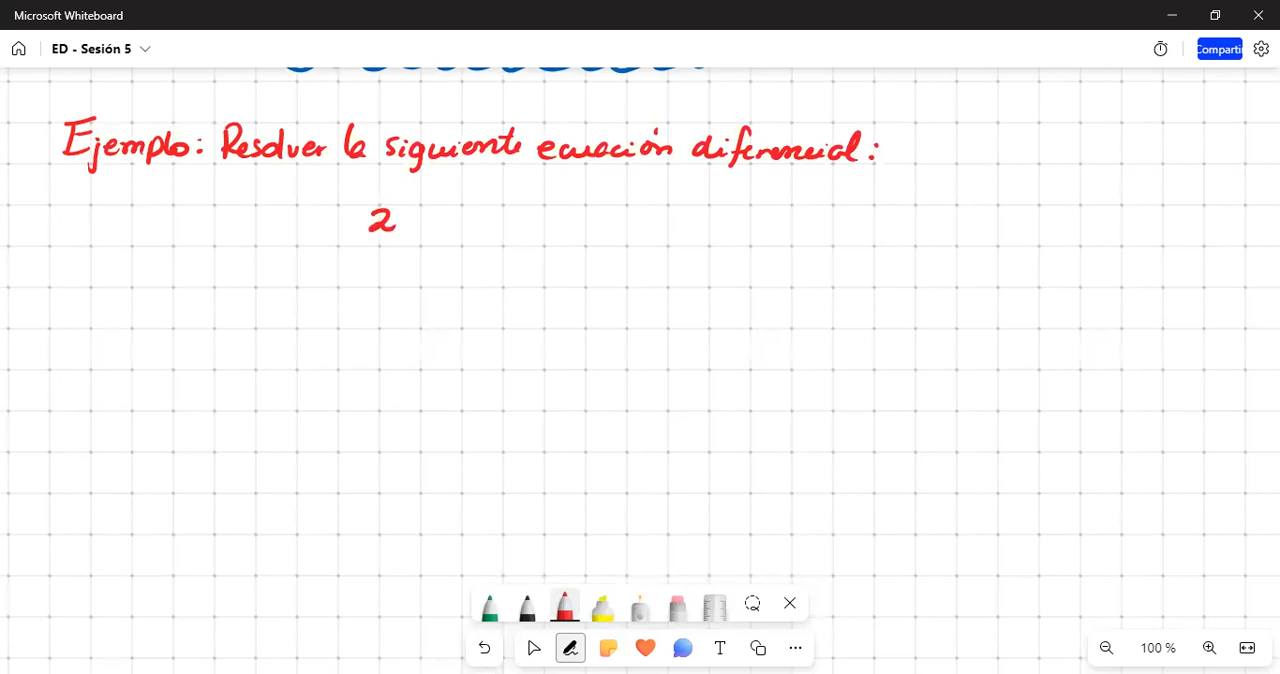 Microsoft Whiteboard
ED - Sesión 5
Compartir
Ejemplo: Resolver la siguiente ecuación diferencial:
2
T
100 %